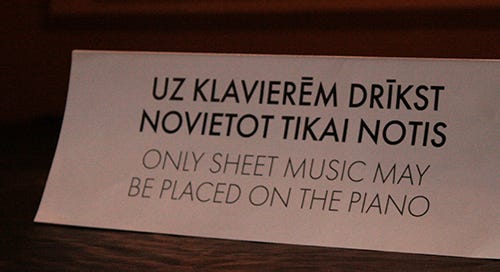 UZ KLAVIERĒM DRĪKST
NOVIETOT TIKAI NOTIS
ONLY SHEET MUSIC MAY
BE PLACED ON THE PIANO